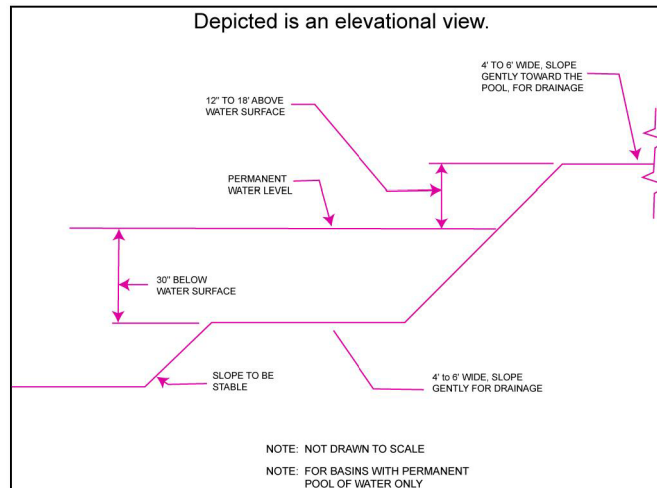 Depicted is an elevational view.
4' TO 6' WIDE, SLOPE
GENTLY TOWARD THE
POOL, FOR DRAINAGE
12" TO 18' ABOVE
WATER SURFACE
PERMANENT
WATER LEVEL
30" BELOW
WATER SURFACE
SLOPE TO BE
STABLE
4' to 6' WIDE, SLOPE
GENTLY FOR DRAINAGE
NOTE: NOT DRAWN TO SCALE
NOTE: FOR BASINS WITH PERMANENT
POOL OF WATER ONLY